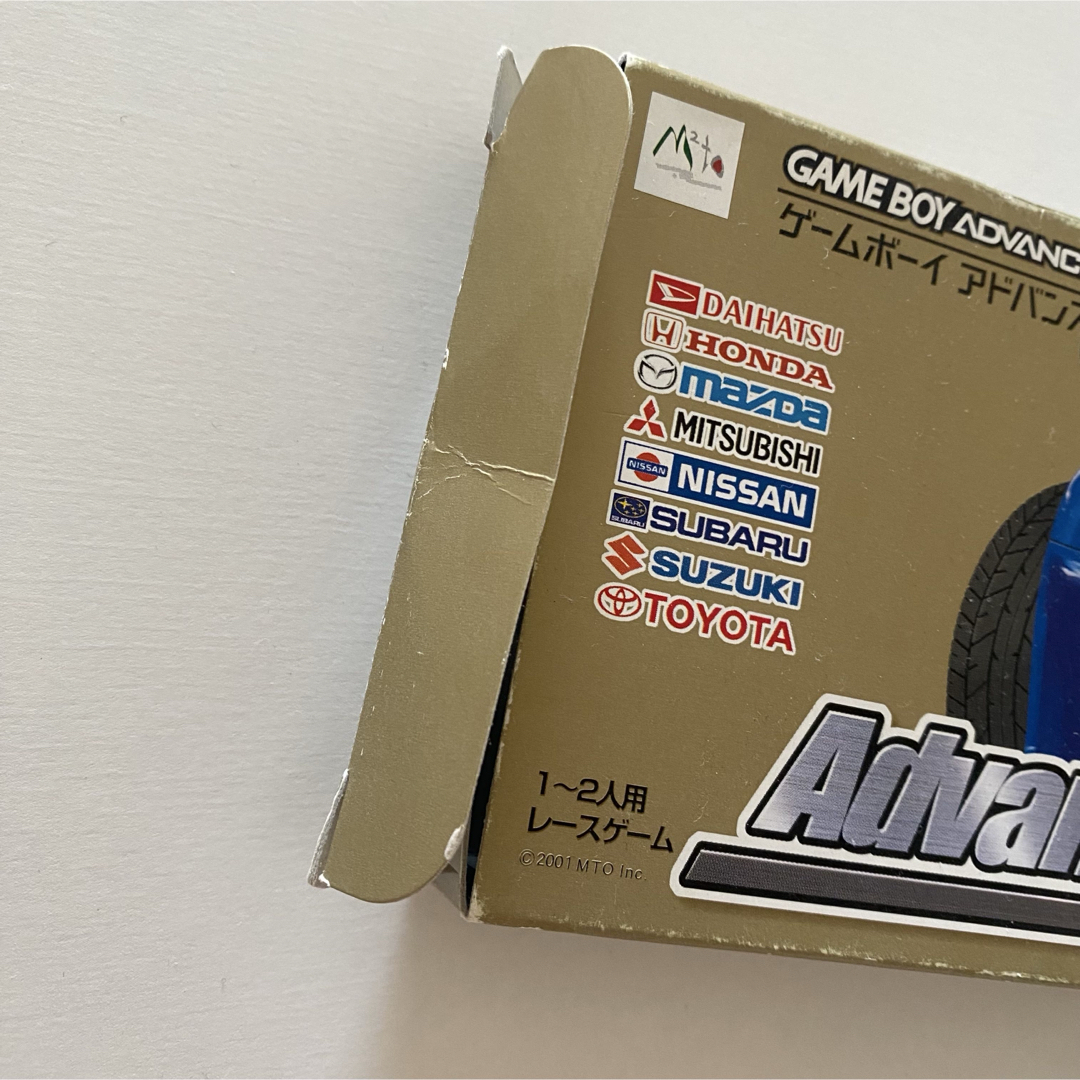 M2to
GAME BOY ADVANC
ゲームボーイ アドバンス
DAIHATSU
HONDA
mazda
MITSUBISHI
NISSAN NISSAN
SUBARU SUBARU
SUZUKI
TOYOTA
1～2人用
レースゲーム
©2001 MTO Inc.
Advan